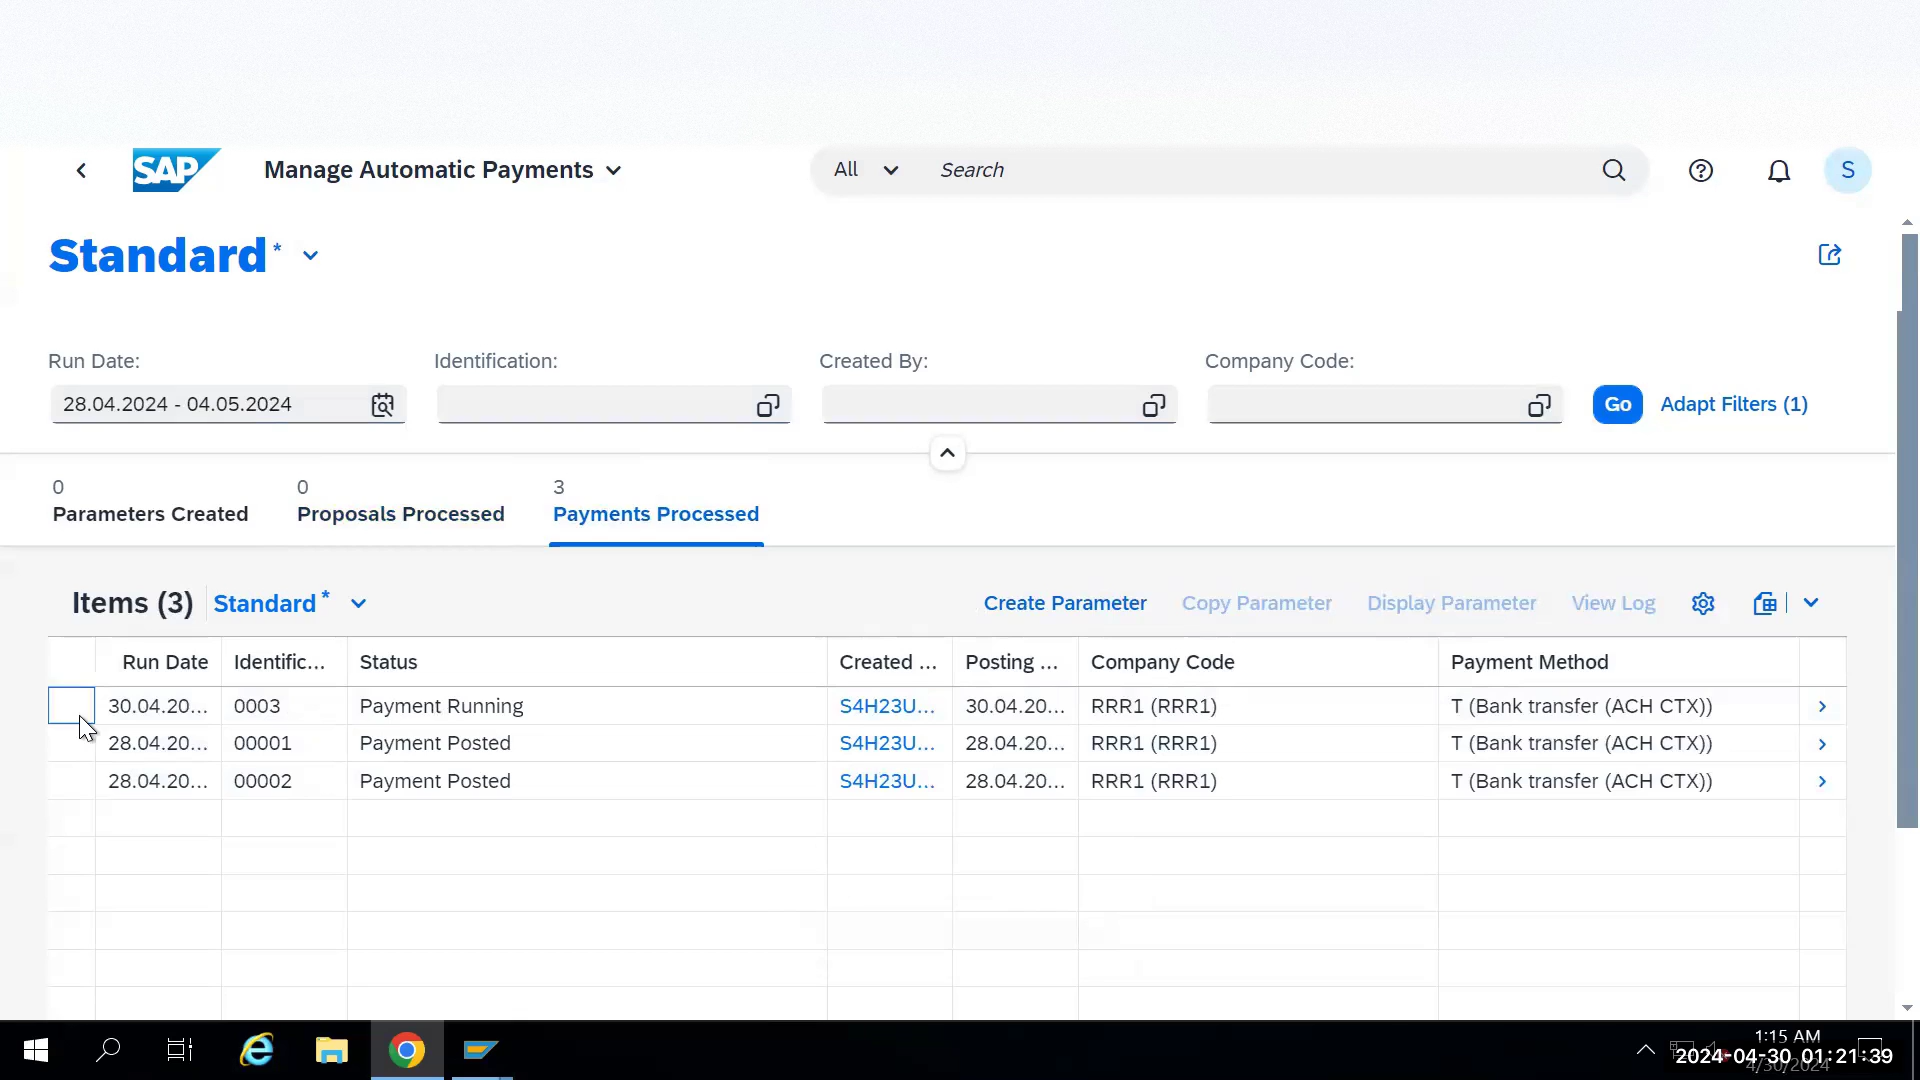 SAP Manage Automatic Payments All Search S
Standard *
Run Date: Identification: Created By: Company Code:
28.04.2024 - 04.05.2024 Go Adapt Filters (1)
0 0 3
Parameters Created Proposals Processed Payments Processed
Items (3) Standard * Create Parameter Copy Parameter Display Parameter View Log
Run Date Identific... Status Created ... Posting ... Company Code Payment Method
30.04.20... 0003 Payment Running S4H23U... 30.04.20... RRR1 (RRR1) T (Bank transfer (ACH CTX))
28.04.20... 00001 Payment Posted S4H23U... 28.04.20... RRR1 (RRR1) T (Bank transfer (ACH CTX))
28.04.20... 00002 Payment Posted S4H23U... 28.04.20... RRR1 (RRR1) T (Bank transfer (ACH CTX))
1:15 AM
2024-04-30 01:21:39
4/30/2024